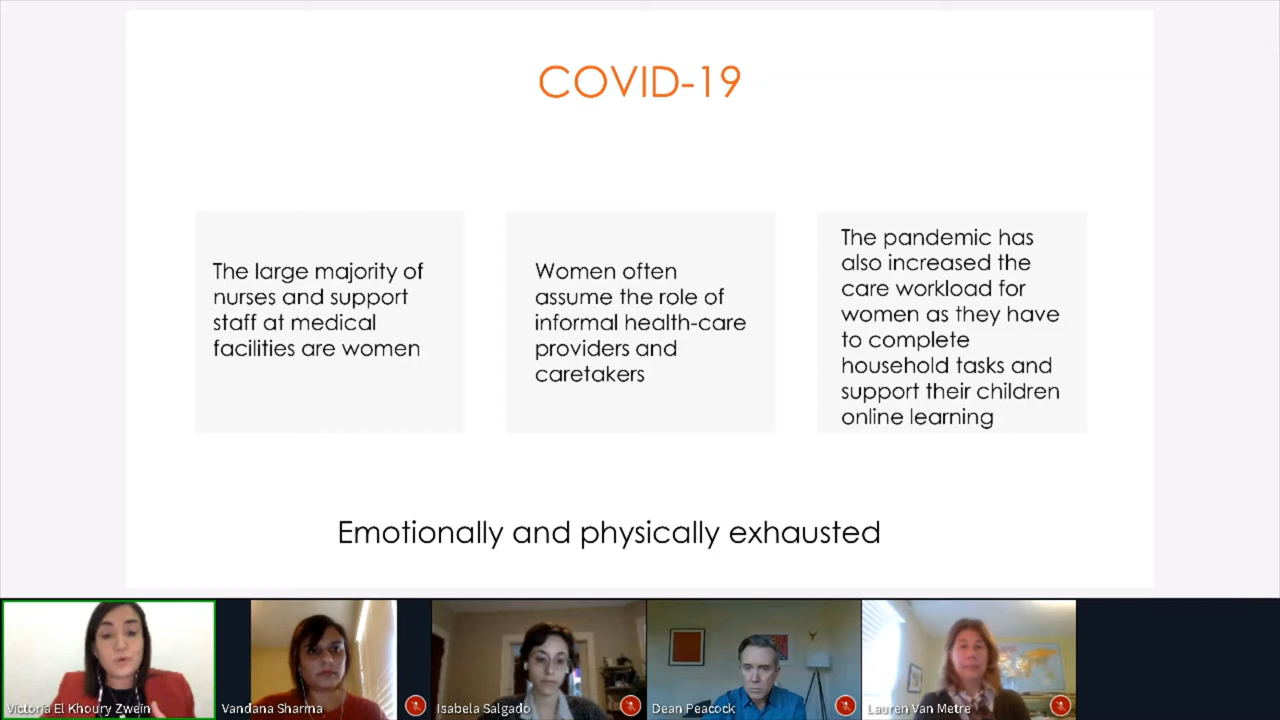 COVID-19
The large majority of
nurses and support
staff at medical
facilities are women
Women often
assume the role of
informal health-care
providers and
caretakers
The pandemic has
also increased the
care workload for
women as they have
to complete
household tasks and
support their children
online learning
Emotionally and physically exhausted
Victoria El Khoury Zwein
Vandana Sharma
Isabela Salgado
Dean Peacock
Lauren Van Metre